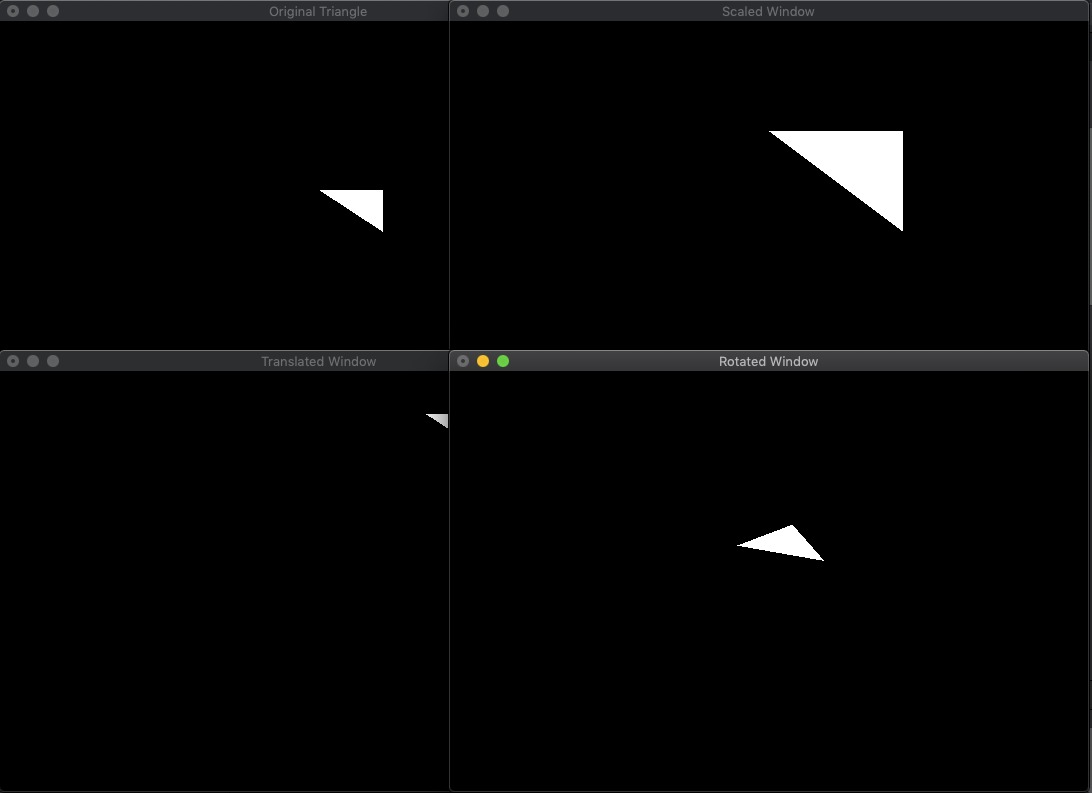 Original Triangle
Scaled Window
Translated Window
Rotated Window